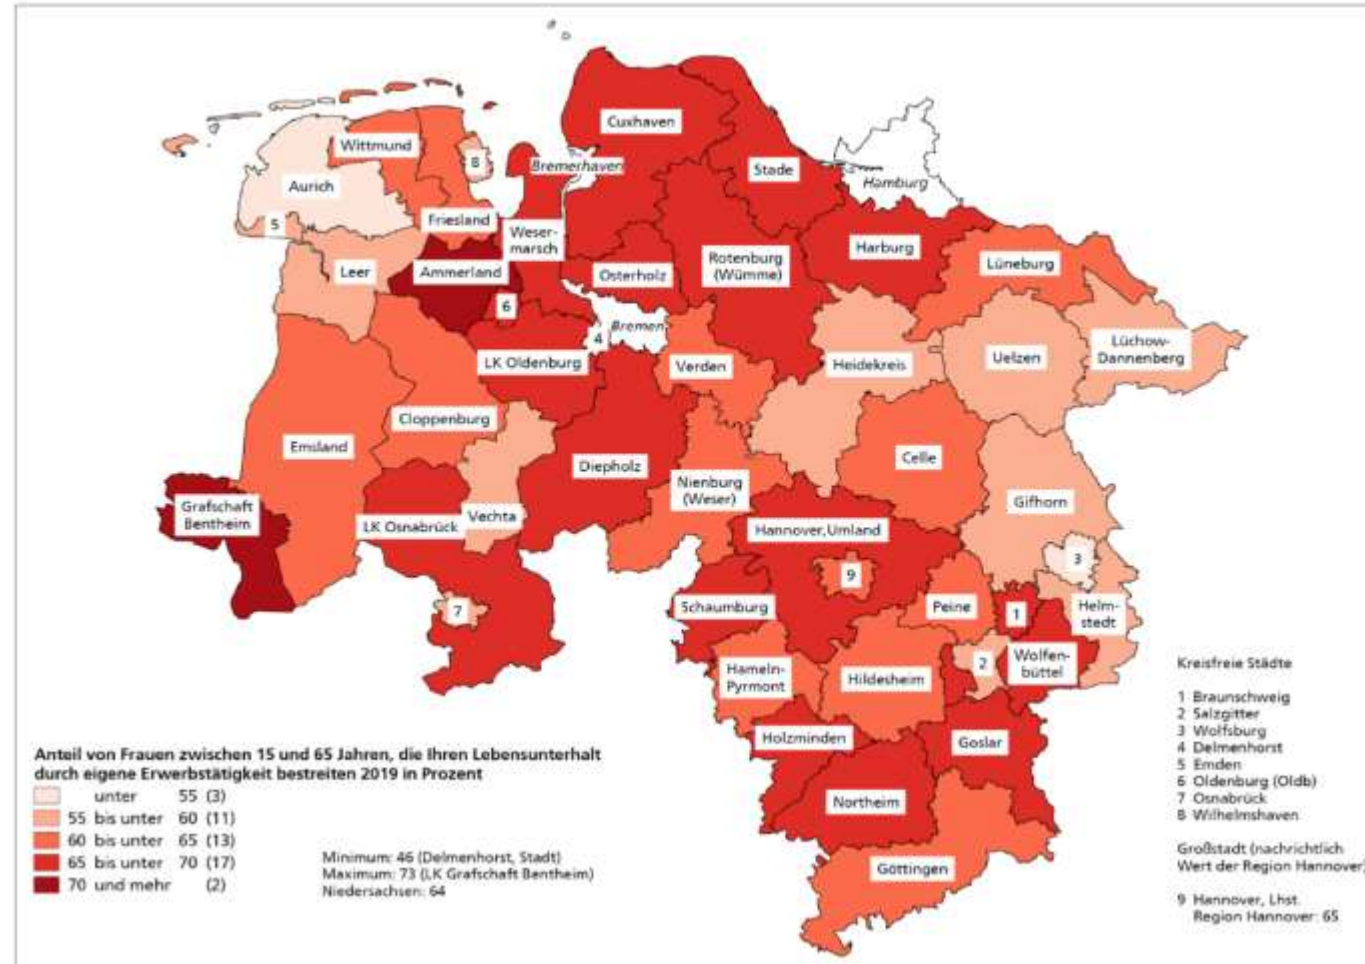 Cuxhaven
Wittmund
Bremerhaven
Stade
8
Hamburg
Aurich
Friesland
5
Weser-
marsch
Harburg
Leer
Ammerland
Osterholz
Rotenburg
(Wümme)
Lüneburg
6
Bremen
4
LK Oldenburg
Verden
Heidekreis
Uelzen
Lüchow-
Dannenberg
Cloppenburg
Emsland
Diepholz
Celle
Nienburg
(Weser)
Gifhorn
Grafschaft
Bentheim
LK Osnabrück
Vechta
Hannover,Umland
3
9
7
Schaumburg
Peine
1
Helm-
stedt
2
Wolfen-
büttel
Hameln-
Pyrmont
Hildesheim
Holzminden
Goslar
Northeim
Göttingen
Kreisfreie Städte
1 Braunschweig
2 Salzgitter
3 Wolfsburg
4 Delmenhorst
5 Emden
6 Oldenburg (Oldb)
7 Osnabrück
8 Wilhelmshaven
Großstadt (nachrichtlich
Wert der Region Hannover)
9 Hannover, Lhst.
Region Hannover: 65
Anteil von Frauen zwischen 15 und 65 Jahren, die Ihren Lebensunterhalt
durch eigene Erwerbstätigkeit bestreiten 2019 in Prozent
unter 55 (3)
55 bis unter 60 (11)
60 bis unter 65 (13)
65 bis unter 70 (17)
70 und mehr (2)
Minimum: 46 (Delmenhorst, Stadt)
Maximum: 73 (LK Grafschaft Bentheim)
Niedersachsen: 64